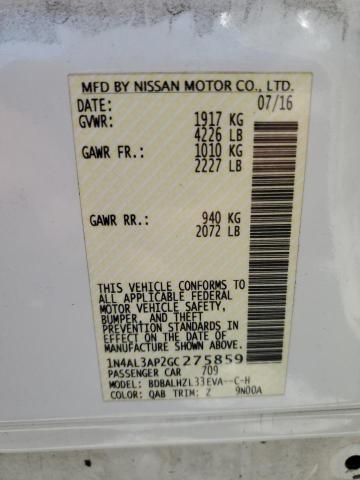 MFD BY NISSAN MOTOR CO., LTD.
DATE: 07/16
GVWR: 1917 KG
4226 LB
GAWR FR.: 1010 KG
2227 LB
GAWR RR.: 940 KG
2072 LB
THIS VEHICLE CONFORMS TO
ALL APPLICABLE FEDERAL
MOTOR VEHICLE SAFETY,
BUMPER, AND THEFT
PREVENTION STANDARDS IN
EFFECT ON THE DATE OF
MANUFACTURE SHOWN ABOVE.
1N4AL3AP2GC275859
PASSENGER CAR 709
MODEL: BDBALHZL33EVA--C-H
COLOR: QAB TRIM: Z 9N00A